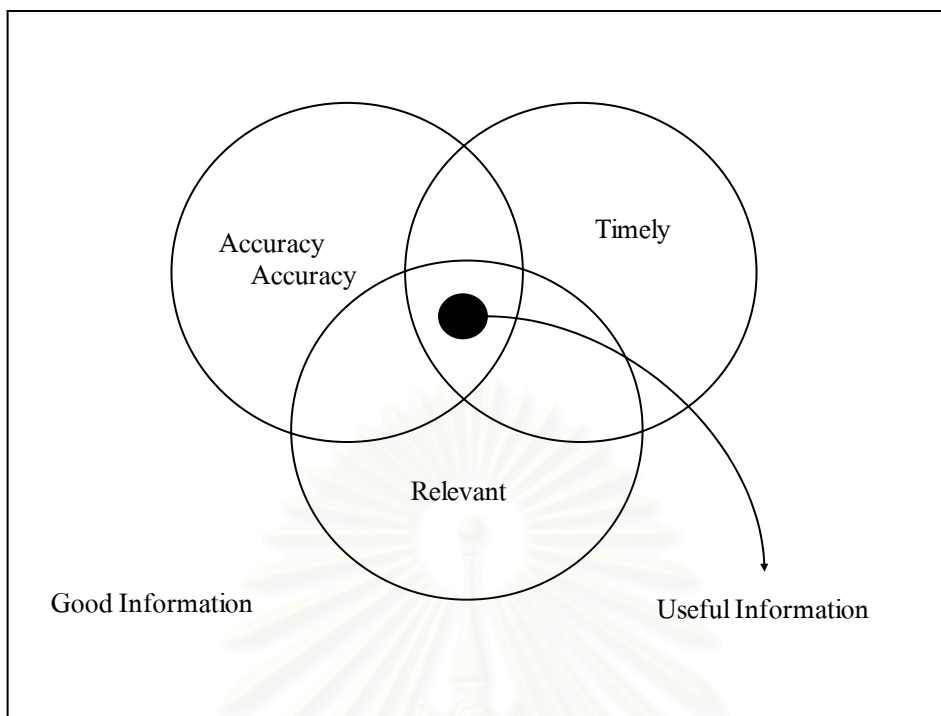 Accuracy
Accuracy
Timely
Relevant
Good Information
Useful Information